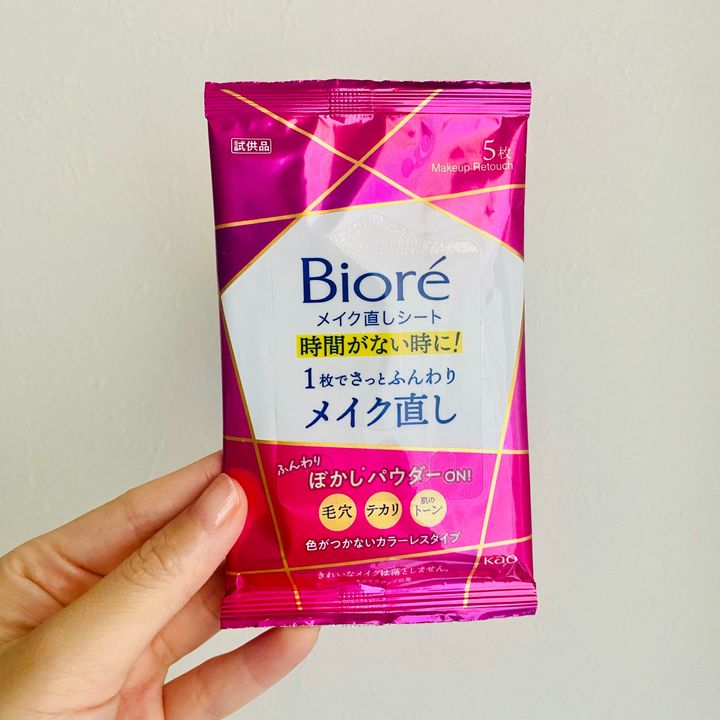 試供品
5枚
Makeup Retouch
Bioré
メイク直しシート
時間がない時に!
1枚でさっとふんわり
メイク直し
ふんわり
ぼかし*パウダーON!
毛穴 テカリ 肌のトーン
色がつかないカラーレスタイプ
きれいなメイクは落としません。
Kao